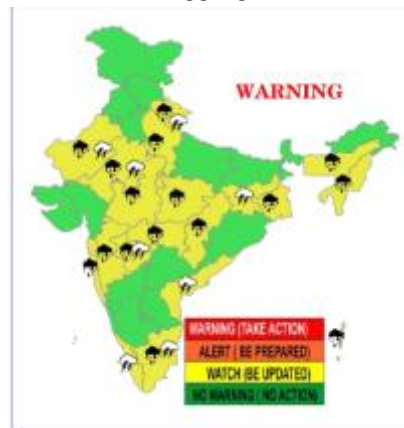 WARNING
WARNING (TAKE ACTION)
ALERT ( BE PREPARED)
WATCH (BE UPDATED)
NO WARNING ( NO ACTION)